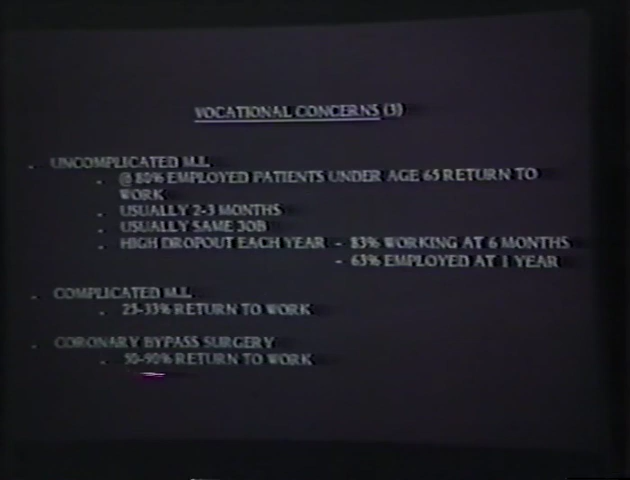 VOCATIONAL CONCERNS (3)
. UNCOMPLICATED M.I.
. @ 80% EMPLOYED PATIENTS UNDER AGE 65 RETURN TO
WORK
. USUALLY 2-3 MONTHS
. USUALLY SAME JOB
. HIGH DROPOUT EACH YEAR - 83% WORKING AT 6 MONTHS
- 63% EMPLOYED AT 1 YEAR
. COMPLICATED M.I.
. 25-33% RETURN TO WORK
. CORONARY BYPASS SURGERY
. 50-90% RETURN TO WORK